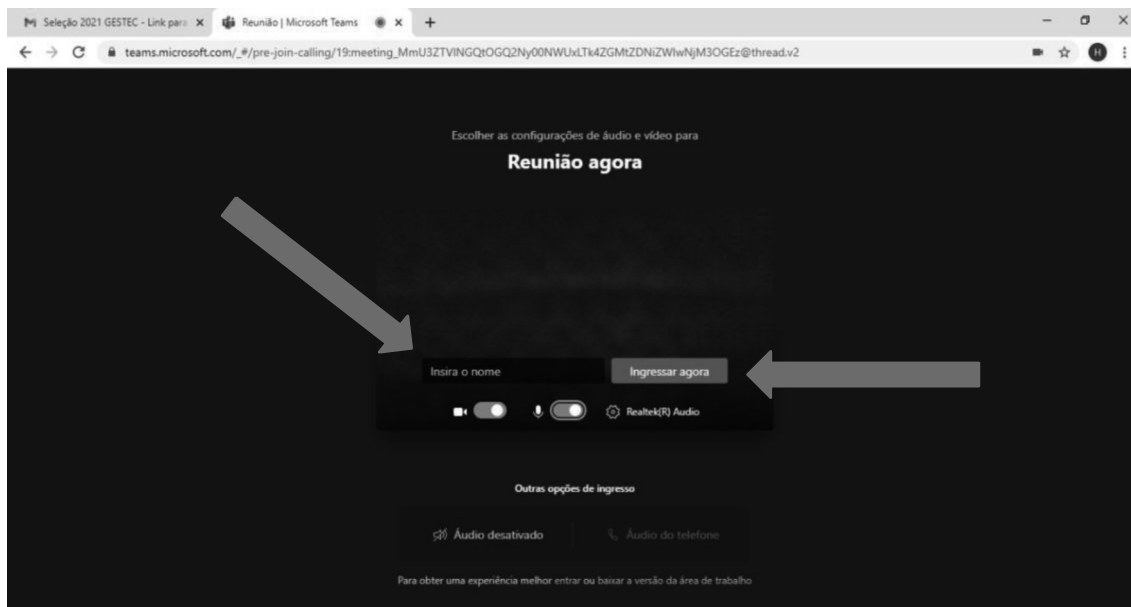 Seleção 2021 GESTEC - Link para
Reunião | Microsoft Teams
teams.microsoft.com/_#/pre-join-calling/19:meeting_MmU3ZTVlNGQtOGQ2Ny00NWUxLTk4ZGMtZDNiZWIwNjM3OGEz@thread.v2
H
Escolher as configurações de áudio e vídeo para
Reunião agora
Insira o nome
Ingressar agora
Realtek(R) Audio
Outras opções de ingresso
Áudio desativado
Áudio do telefone
Para obter uma experiência melhor entrar ou baixar a versão da área de trabalho